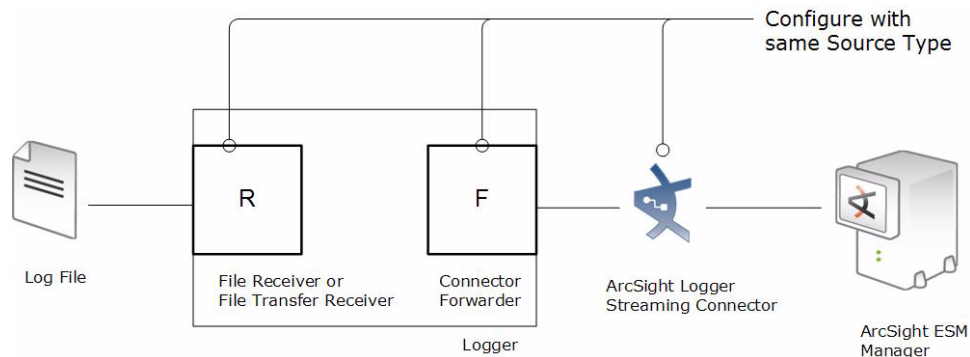 Configure with
same Source Type
R
F
Log File
File Receiver or
File Transfer Receiver
Connector
Forwarder
ArcSight Logger
Streaming Connector
ArcSight ESM
Manager
Logger